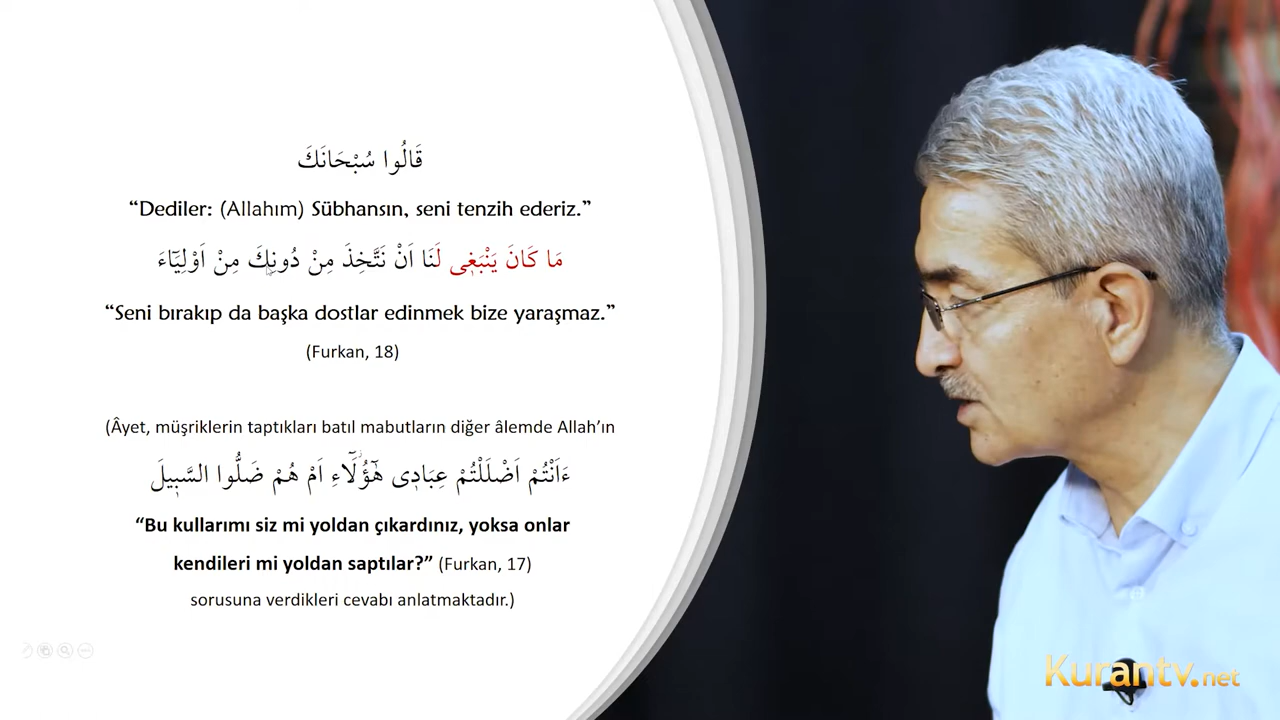 قَالُوا سُبْحَانَكَ
“Dediler: (Allahım) Sübhansın, seni tenzih ederiz.”
مَا كَانَ يَنْبَغٖى لَنَا اَنْ نَتَّخِذَ مِنْ دُونِكَ مِنْ اَوْلِيَٓاءَ
“Seni bırakıp da başka dostlar edinmek bize yaraşmaz.”
(Furkan, 18)
(Âyet, müşriklerin taptıkları batıl mabutların diğer âlemde Allah’ın
ءَاَنْتُمْ اَضْلَلْتُمْ عِبَادٖى هٰٓؤُ۬لَٓاءِ اَمْ هُمْ ضَلُّوا السَّبٖيلَ
“Bu kullarımı siz mi yoldan çıkardınız, yoksa onlar
kendileri mi yoldan saptılar?” (Furkan, 17)
sorusuna verdikleri cevabı anlatmaktadır.)
Kurantv.net